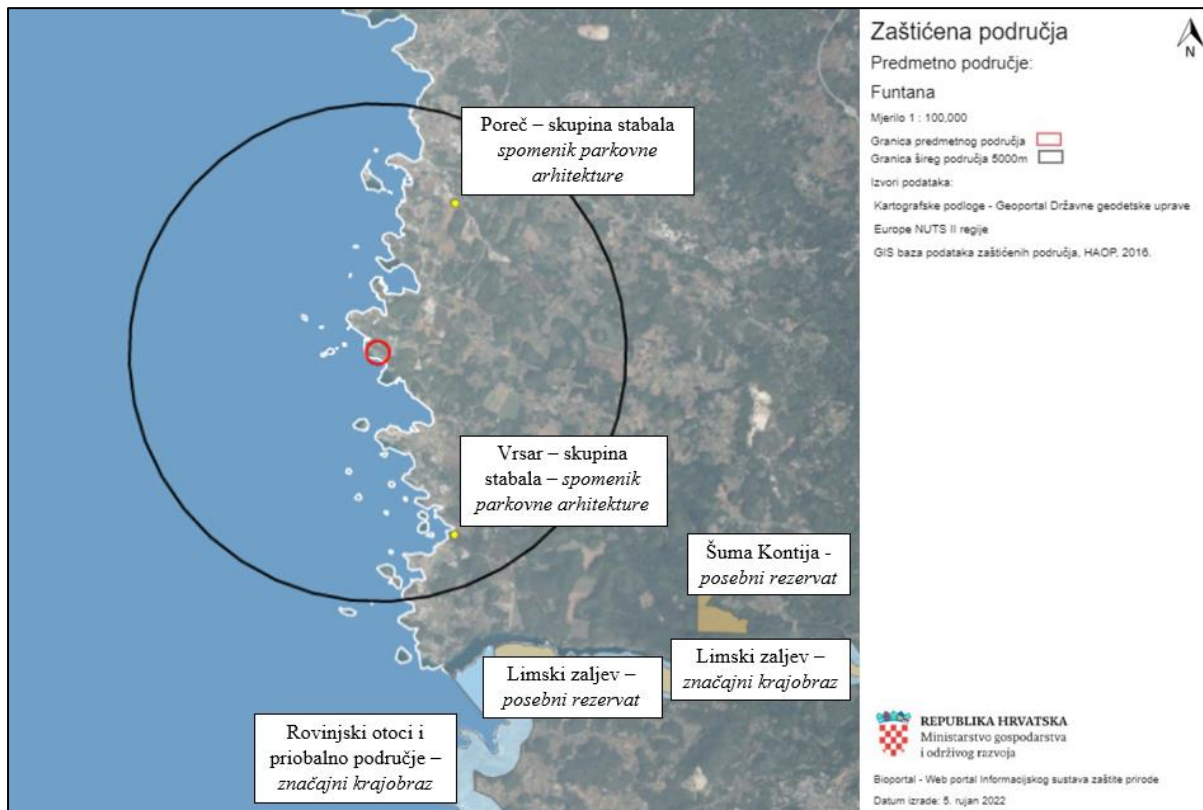 Poreč – skupina stabala
spomenik parkovne
arhitekture
Vrsar – skupina
stabala – spomenik
parkovne arhitekture
Šuma Kontija -
posebni rezervat
Limski zaljev –
posebni rezervat
Limski zaljev –
značajni krajobraz
Rovinjski otoci i
priobalno područje –
značajni krajobraz
Zaštićena područja
N
Predmetno područje:
Funtana
Mjerilo 1 : 100,000
Granica predmetnog područja
Granica šireg područja 5000m
Izvori podataka:
Kartografske podloge - Geoportal Državne geodetske uprave
Europe NUTS II regije
GIS baza podataka zaštićenih područja, HAOP, 2016.
REPUBLIKA HRVATSKA
Ministarstvo gospodarstva
i održivog razvoja
Bioportal - Web portal Informacijskog sustava zaštite prirode
Datum izrade: 5. rujan 2022